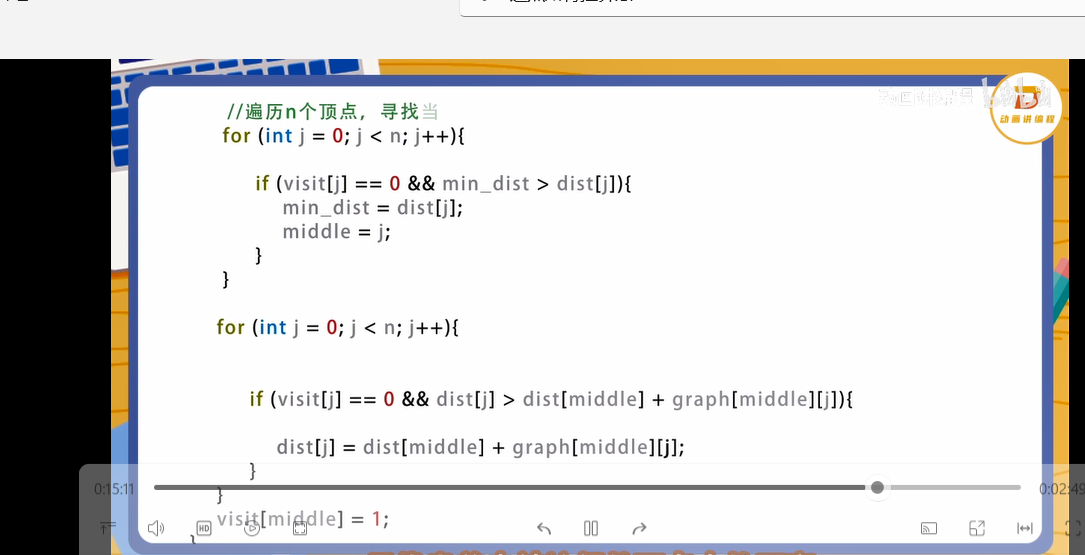 //遍历n个顶点，寻找当
for (int j = 0; j < n; j++){
if (visit[j] == 0 && min_dist > dist[j]){
min_dist = dist[j];
middle = j;
}
}
for (int j = 0; j < n; j++){
if (visit[j] == 0 && dist[j] > dist[middle] + graph[middle][j]){
dist[j] = dist[middle] + graph[middle][j];
}
}
visit[middle] = 1;
}
动画讲编程
0:15:11
0:02:49
HD